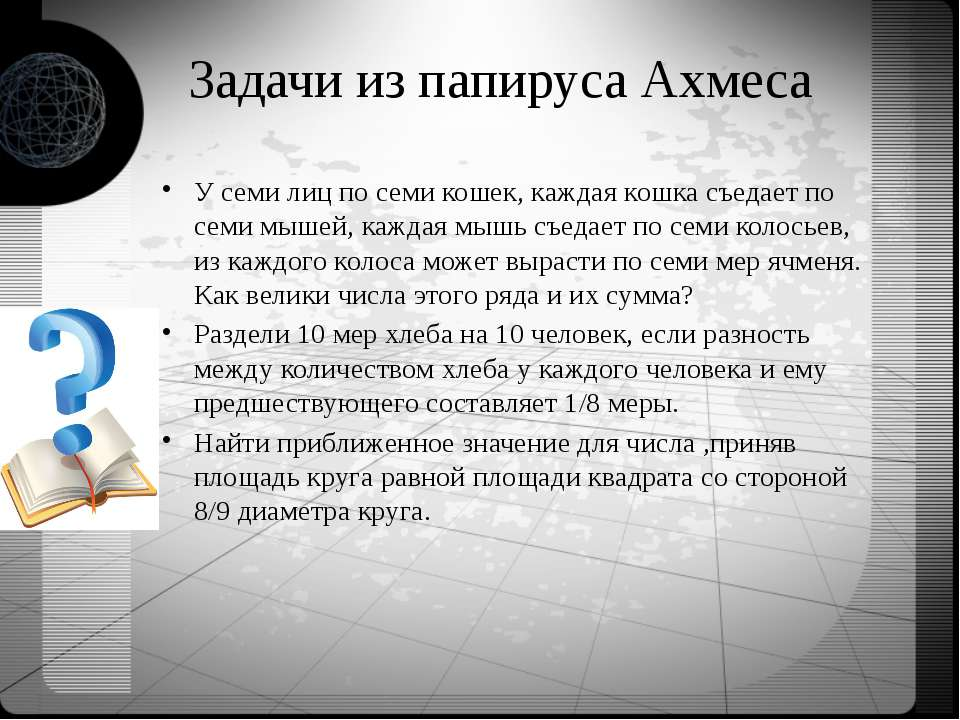 Задачи из папируса Ахмеса
• У семи лиц по семи кошек, каждая кошка съедает по
семи мышей, каждая мышь съедает по семи колосьев,
из каждого колоса может вырасти по семи мер ячменя.
Как велики числа этого ряда и их сумма?
• Раздели 10 мер хлеба на 10 человек, если разность
между количеством хлеба у каждого человека и ему
предшествующего составляет 1/8 меры.
• Найти приближенное значение для числа ,приняв
площадь круга равной площади квадрата со стороной
8/9 диаметра круга.